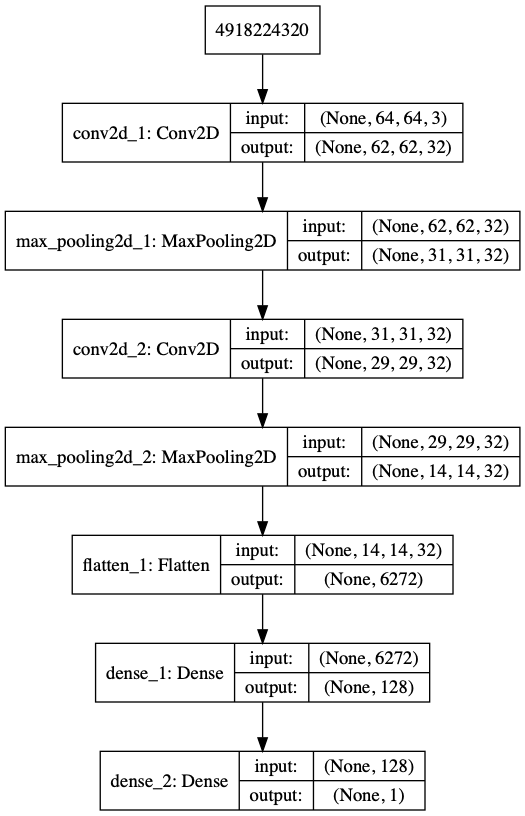 4918224320
conv2d_1: Conv2D
input:
(None, 64, 64, 3)
output:
(None, 62, 62, 32)
max_pooling2d_1: MaxPooling2D
input:
(None, 62, 62, 32)
output:
(None, 31, 31, 32)
conv2d_2: Conv2D
input:
(None, 31, 31, 32)
output:
(None, 29, 29, 32)
max_pooling2d_2: MaxPooling2D
input:
(None, 29, 29, 32)
output:
(None, 14, 14, 32)
flatten_1: Flatten
input:
(None, 14, 14, 32)
output:
(None, 6272)
dense_1: Dense
input:
(None, 6272)
output:
(None, 128)
dense_2: Dense
input:
(None, 128)
output:
(None, 1)